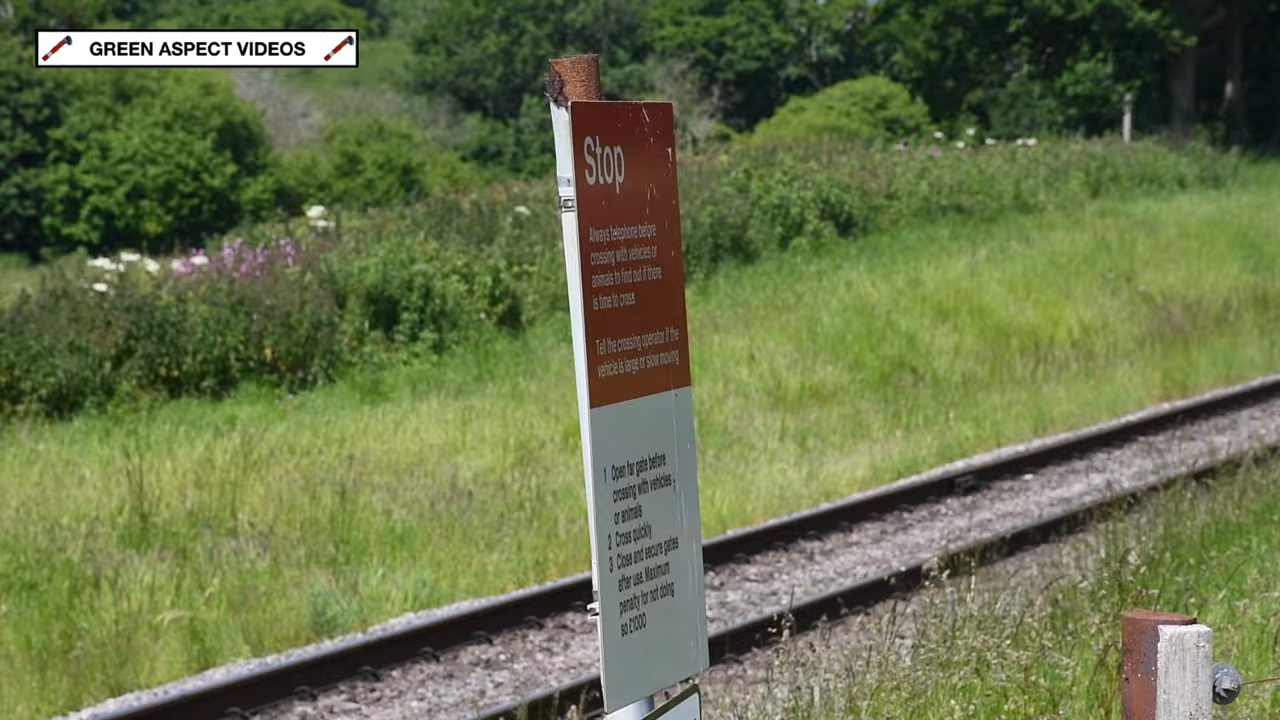 GREEN ASPECT VIDEOS
Stop
Always telephone before
crossing with vehicles or
animals to find out if there
is time to cross
Tell the crossing operator if the
vehicle is large or slow moving
1 Open far gate before
crossing with vehicles
or animals
2 Cross quickly
3 Close and secure gates
after use. Maximum
penalty for not doing
so £1000